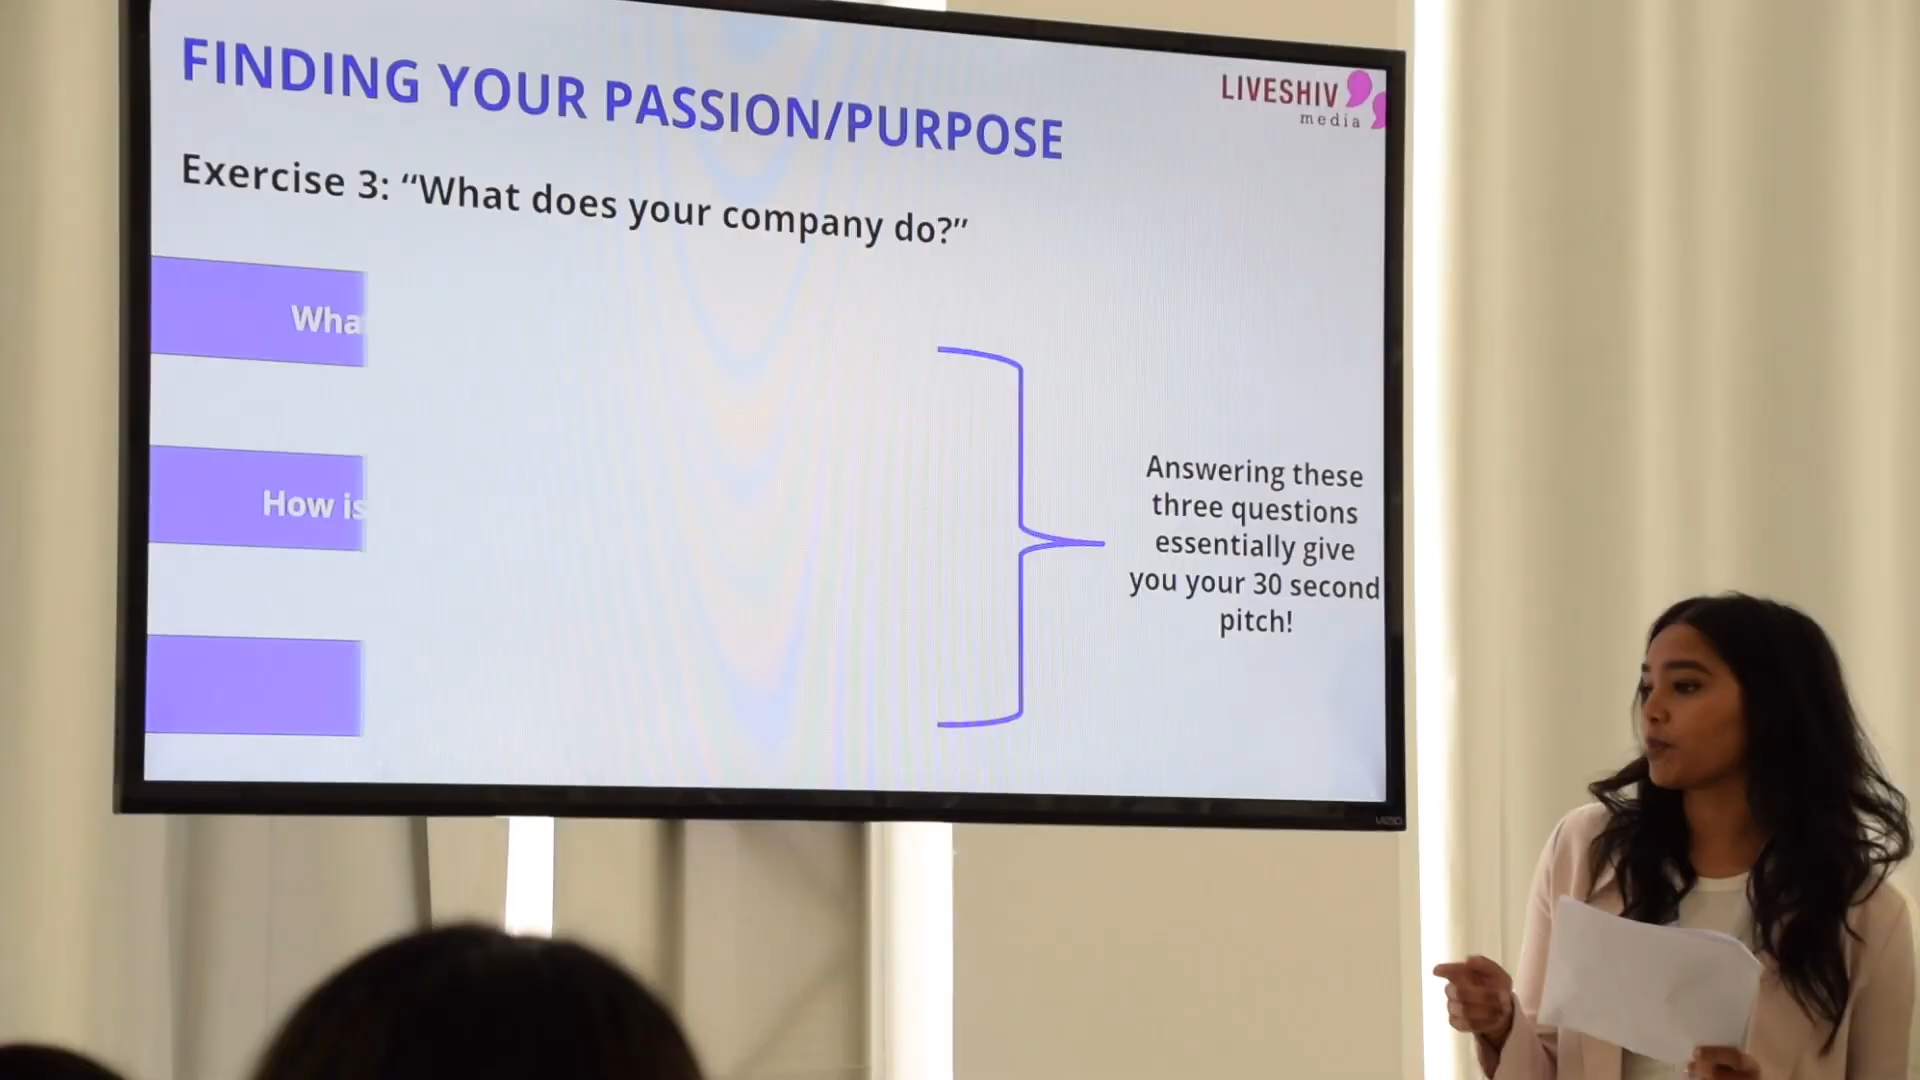 FINDING YOUR PASSION/PURPOSE
LIVESHIV
media
Exercise 3: “What does your company do?”
Wha
How is
Answering these
three questions
essentially give
you your 30 second
pitch!
VIZIO